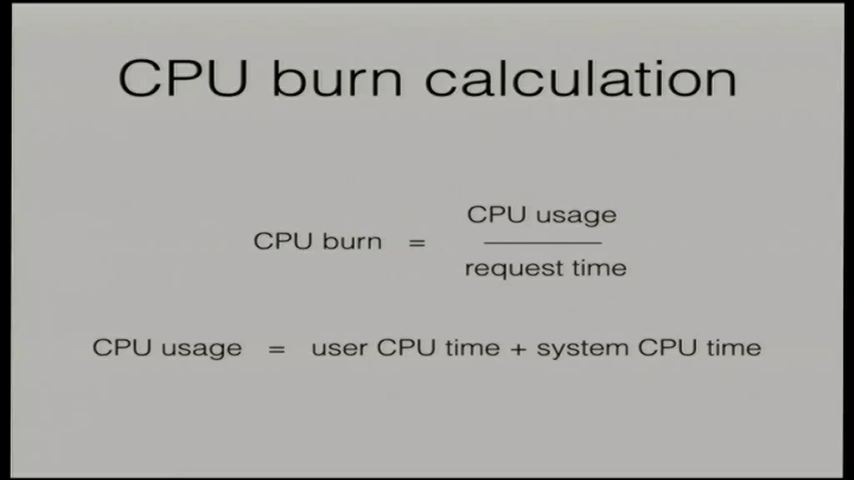 CPU burn calculation
CPU burn = CPU usage
request time
CPU usage = user CPU time + system CPU time